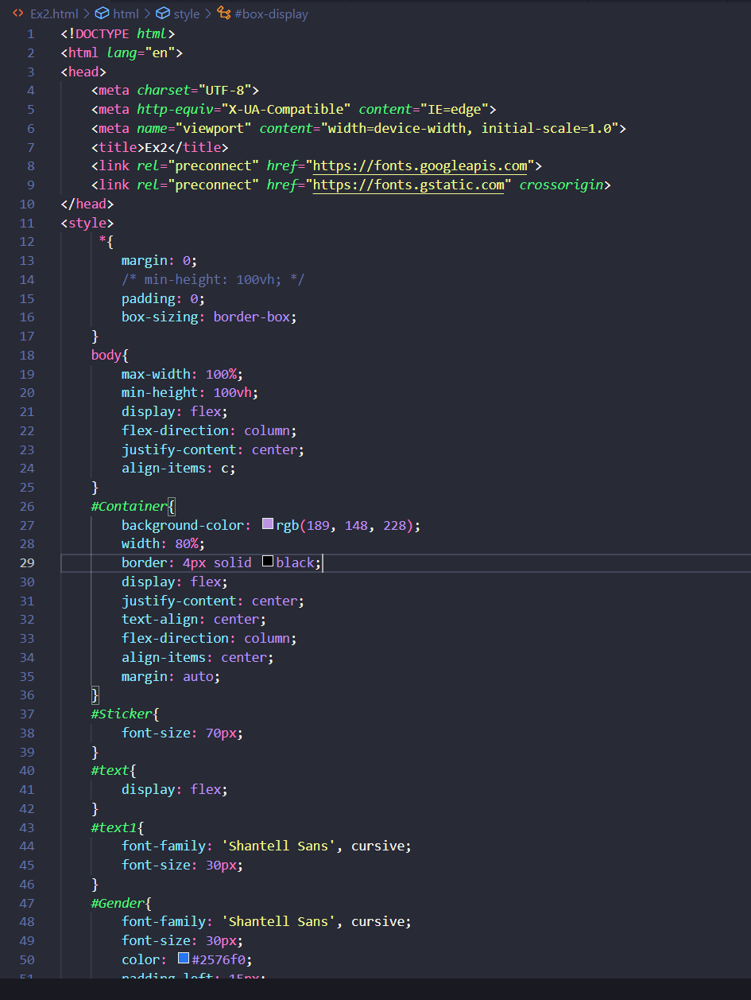 Ex2.html > html > style > #box-display
1 <!DOCTYPE html>
2 <html lang="en">
3 <head>
4 <meta charset="UTF-8">
5 <meta http-equiv="X-UA-Compatible" content="IE=edge">
6 <meta name="viewport" content="width=device-width, initial-scale=1.0">
7 <title>Ex2</title>
8 <link rel="preconnect" href="https://fonts.googleapis.com">
9 <link rel="preconnect" href="https://fonts.gstatic.com" crossorigin>
10 </head>
11 <style>
12 *{
13 margin: 0;
14 /* min-height: 100vh; */
15 padding: 0;
16 box-sizing: border-box;
17 }
18 body{
19 max-width: 100%;
20 min-height: 100vh;
21 display: flex;
22 flex-direction: column;
23 justify-content: center;
24 align-items: c;
25 }
26 #Container{
27 background-color: rgb(189, 148, 228);
28 width: 80%;
29 border: 4px solid black;
30 display: flex;
31 justify-content: center;
32 text-align: center;
33 flex-direction: column;
34 align-items: center;
35 margin: auto;
36 }
37 #Sticker{
38 font-size: 70px;
39 }
40 #text{
41 display: flex;
42 }
43 #text1{
44 font-family: 'Shantell Sans', cursive;
45 font-size: 30px;
46 }
47 #Gender{
48 font-family: 'Shantell Sans', cursive;
49 font-size: 30px;
50 color: #2576f0;
51 padding-left: 15px;